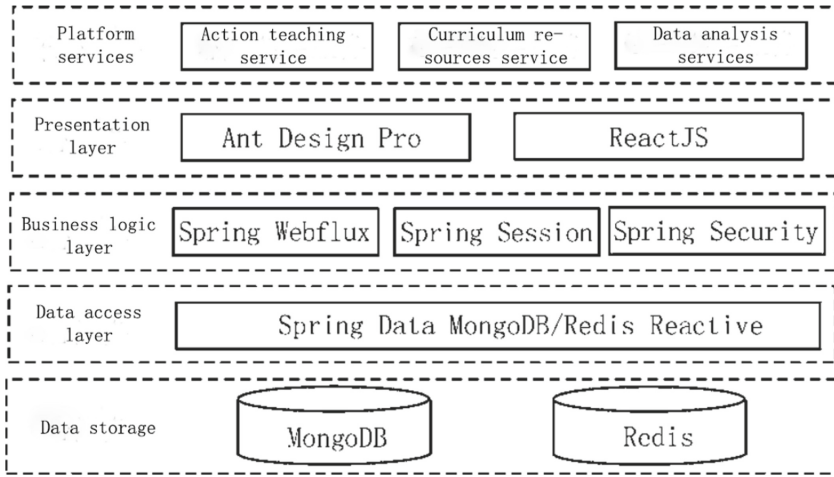 Platform
services
Action teaching
service
Curriculum re-
sources service
Data analysis
services
Presentation
layer
Ant Design Pro
ReactJS
Business logic
layer
Spring Webflux
Spring Session
Spring Security
Data access
layer
Spring Data MongoDB/Redis Reactive
Data storage
MongoDB
Redis